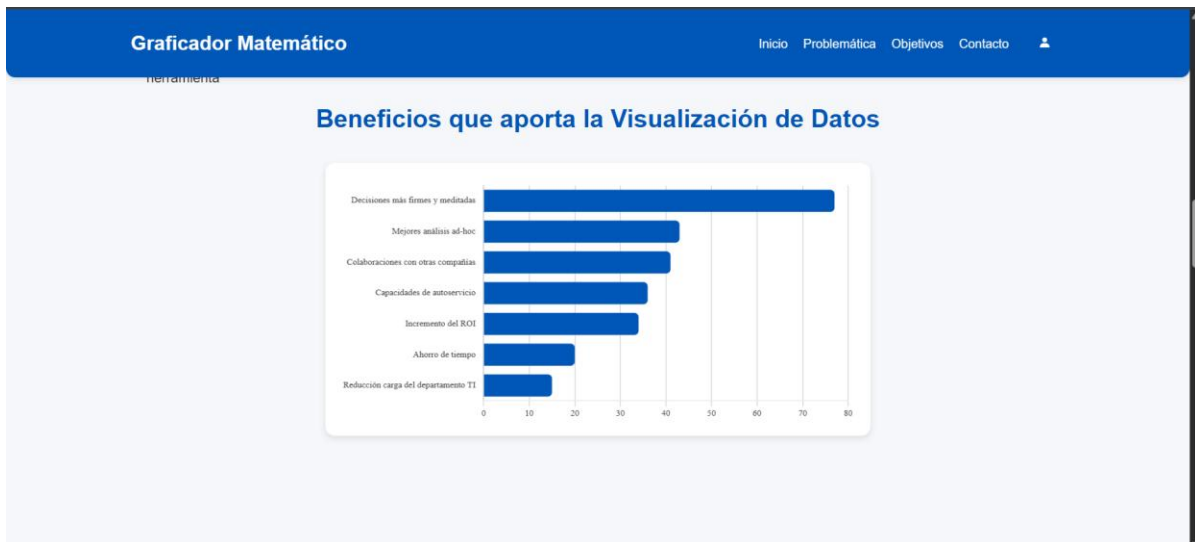 Graficador Matemático
Inicio Problemática Objetivos Contacto
herramienta
Beneficios que aporta la Visualización de Datos
Decisiones más firmes y meditadas
Mejores análisis ad-hoc
Colaboraciones con otras compañías
Capacidades de autoservicio
Incremento del ROI
Ahorro de tiempo
Reducción carga del departamento TI
0 10 20 30 40 50 60 70 80